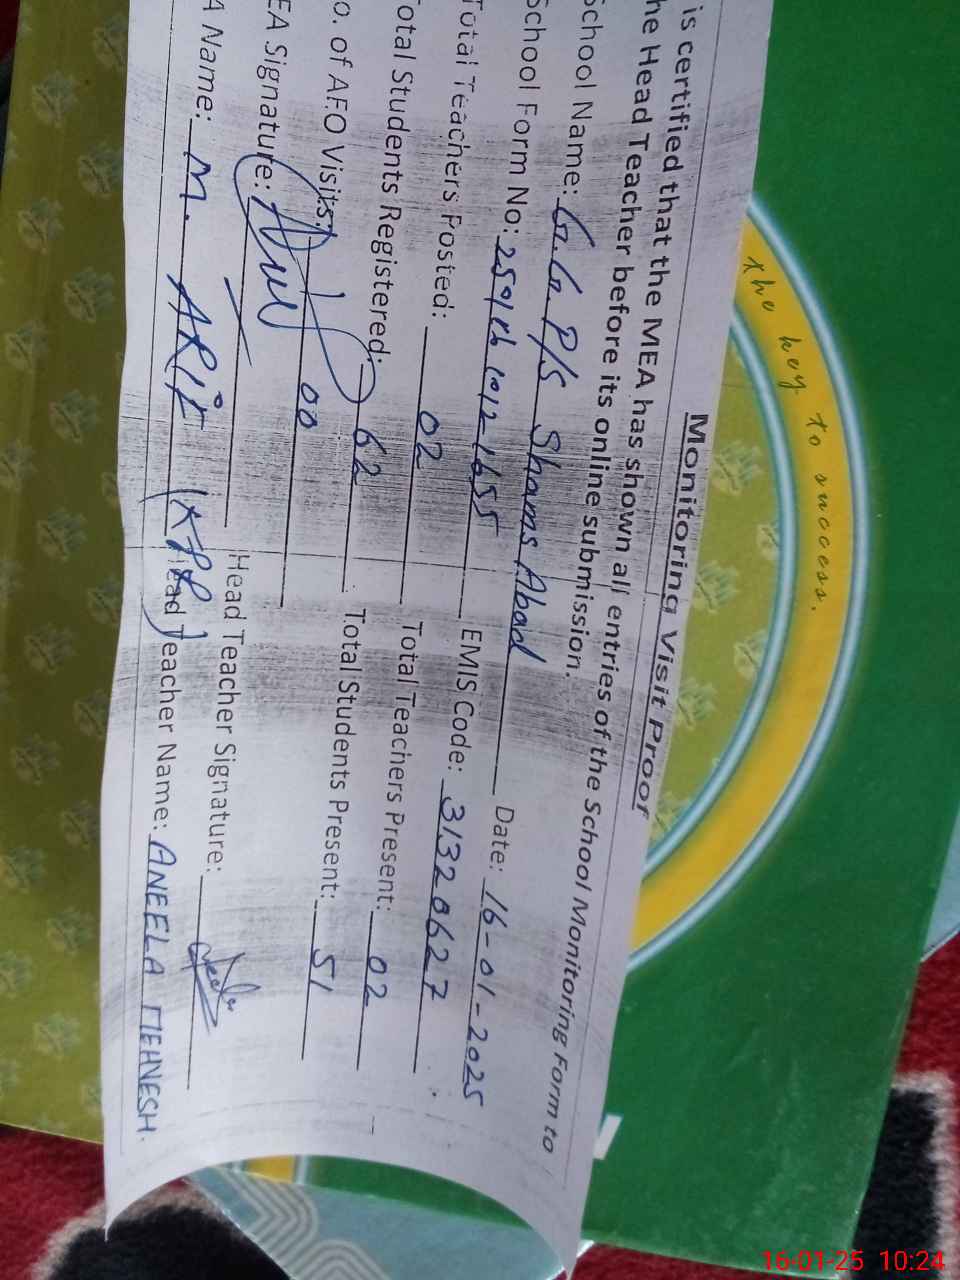 Monitoring Visit Proof
is certified that the MEA has shown all entries of the School Monitoring Form to
he Head Teacher before its online submission.
School Name: G.G.P/S Shams Abad Date: 16-01-2025
School Form No: EMIS Code: 31320627
Total Teachers Posted: 02 Total Teachers Present: 02
otal Students Registered: 62 Total Students Present: 51
o. of AEO Visits: 00
EA Signature: Head Teacher Signature:
A Name: M. ARIF (KPR) Head Teacher Name: ANEELA MEHNESH.
the key to success.
16-01-25 10:24